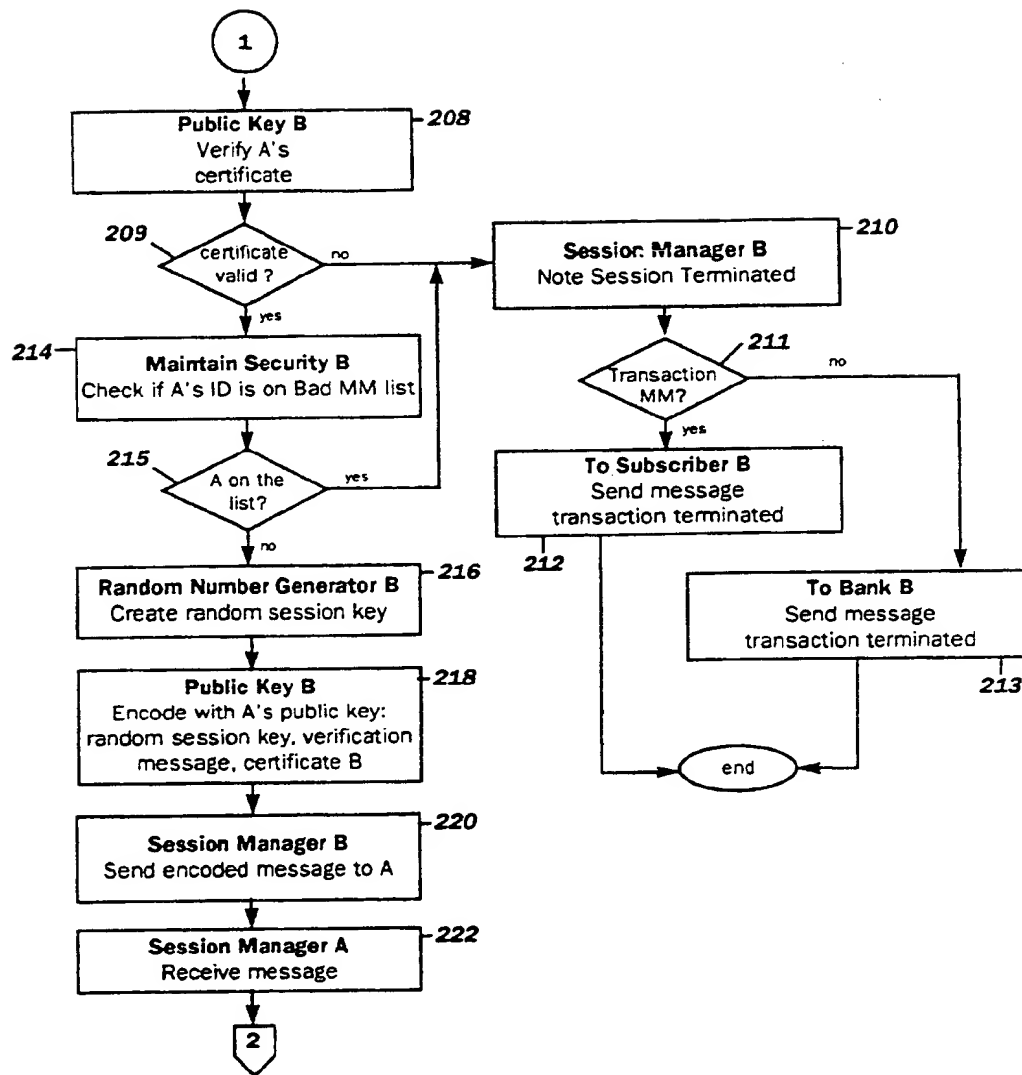 1
208
Public Key B
Verify A's
certificate
209
certificate
valid ?
no
yes
210
Session Manager B
Note Session Terminated
214
Maintain Security B
Check if A's ID is on Bad MM list
211
Transaction
MM?
no
yes
215
A on the
list?
yes
no
To Subscriber B
Send message
transaction terminated
212
216
Random Number Generator B
Create random session key
To Bank B
Send message
transaction terminated
213
218
Public Key B
Encode with A's public key:
random session key, verification
message, certificate B
end
220
Session Manager B
Send encoded message to A
222
Session Manager A
Receive message
2